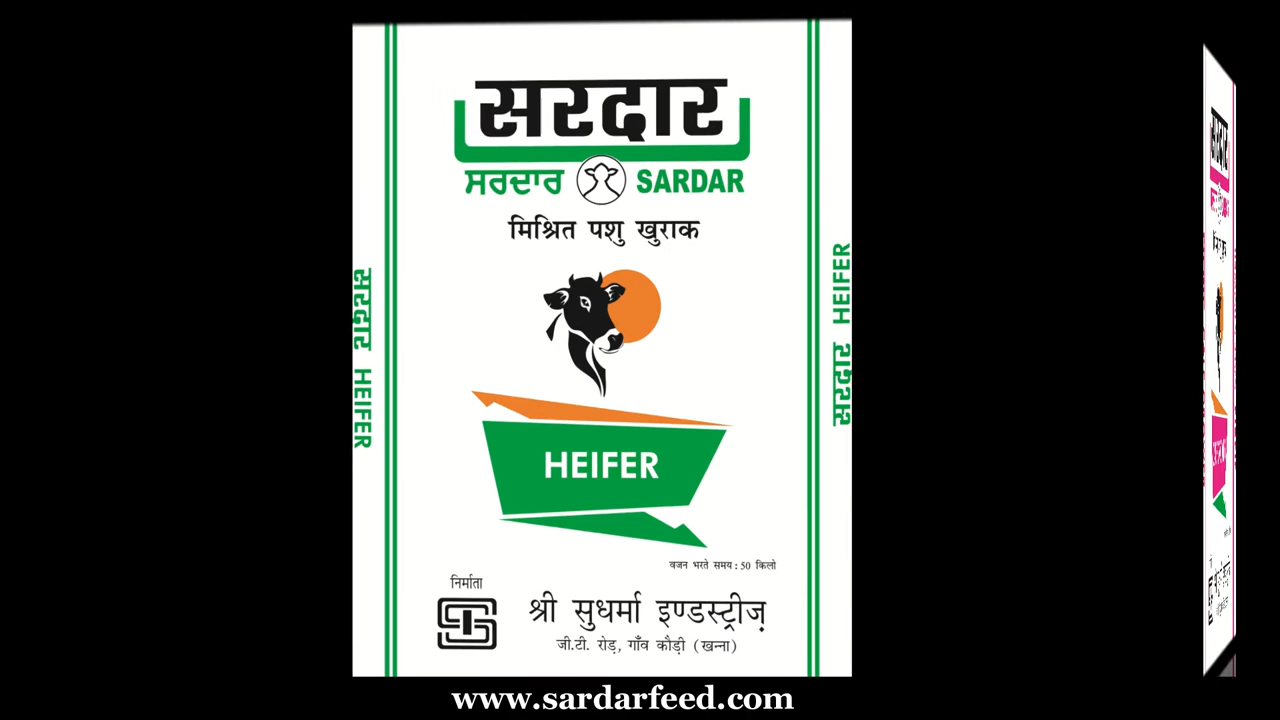 सरदार
ਸਰਦਾਰ SARDAR
मिश्रित पशु खुराक
सरदार HEIFER
सरदार HEIFER
HEIFER
वजन भरते समय : 50 किलो
निर्माता
श्री सुधर्मा इण्डस्ट्रीज़
जी.टी. रोड़, गाँव कौड़ी (खन्ना)
www.sardarfeed.com